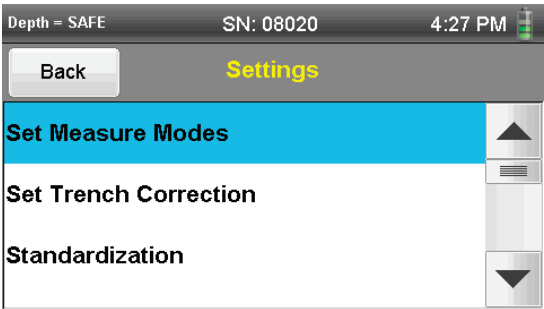 Depth = SAFE SN: 08020 4:27 PM
Back Settings
Set Measure Modes
Set Trench Correction
Standardization